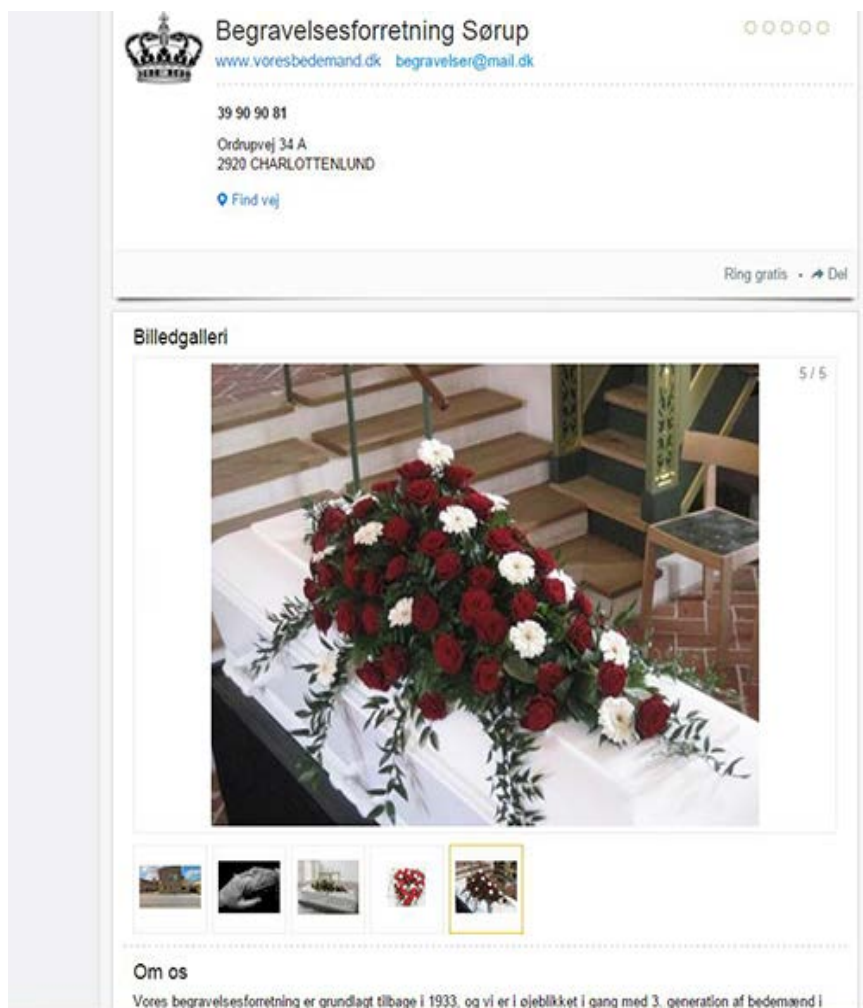 Begravelsesforretning Sørup
www.voresbedemand.dk begravelser@mail.dk
39 90 90 81
Ordrupvej 34 A
2920 CHARLOTTENLUND
Find vej
Ring gratis • Del
Billedgalleri
5 / 5
Om os
Vores begravelsesforretning er grundlagt tilbage i 1933, og vi er i øjeblikket i gang med 3. generation af bedemænd i